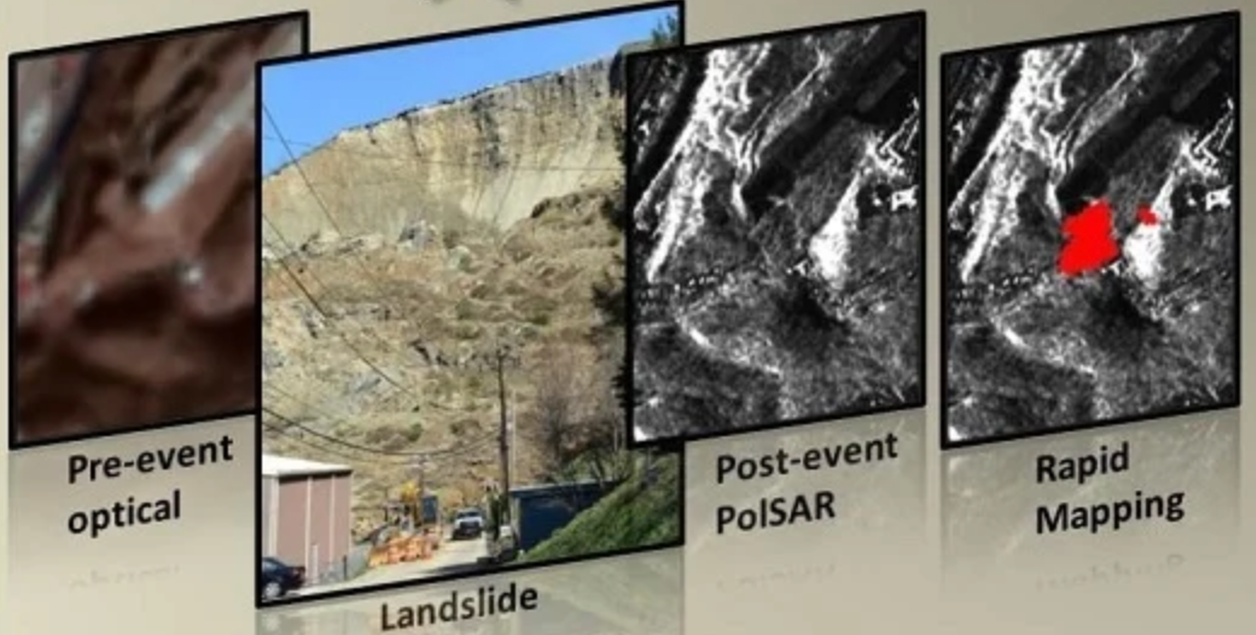 Pre-event
optical
Landslide
Post-event
PolSAR
Rapid
Mapping